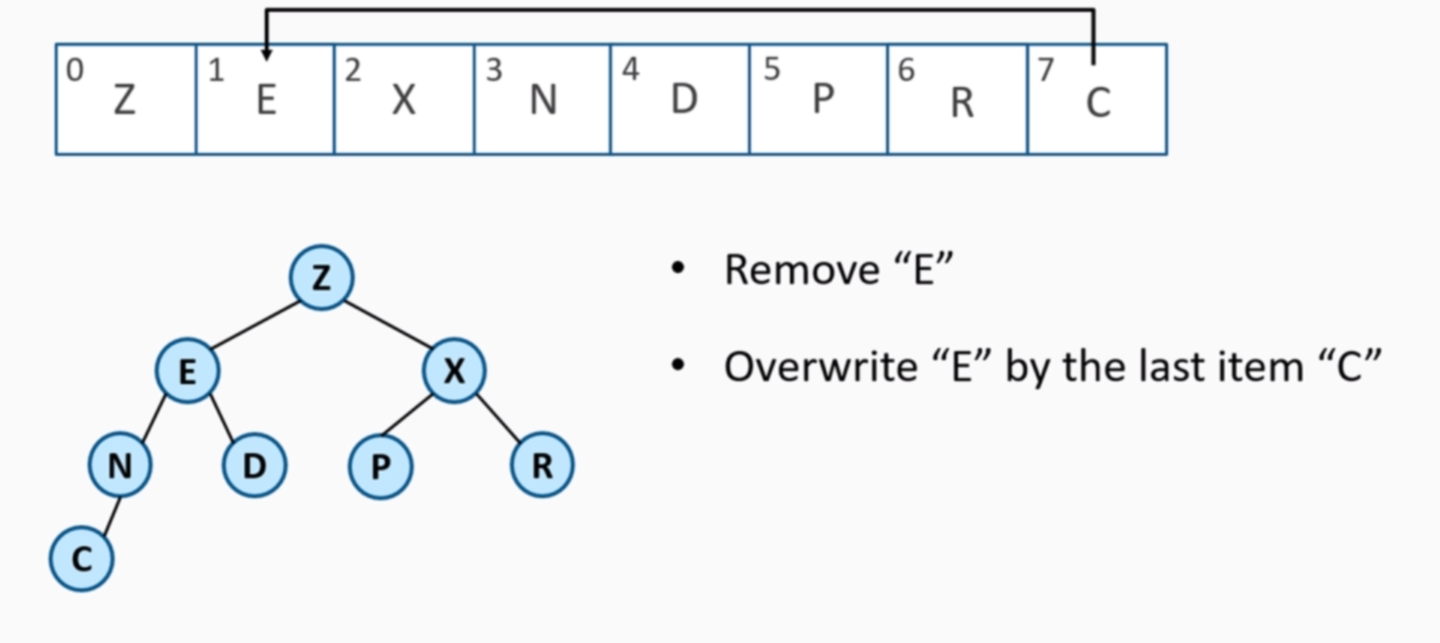 0 1 2 3 4 5 6 7
Z E X N D P R C
Z
E X
N D P R
C
• Remove “E”
• Overwrite “E” by the last item “C”